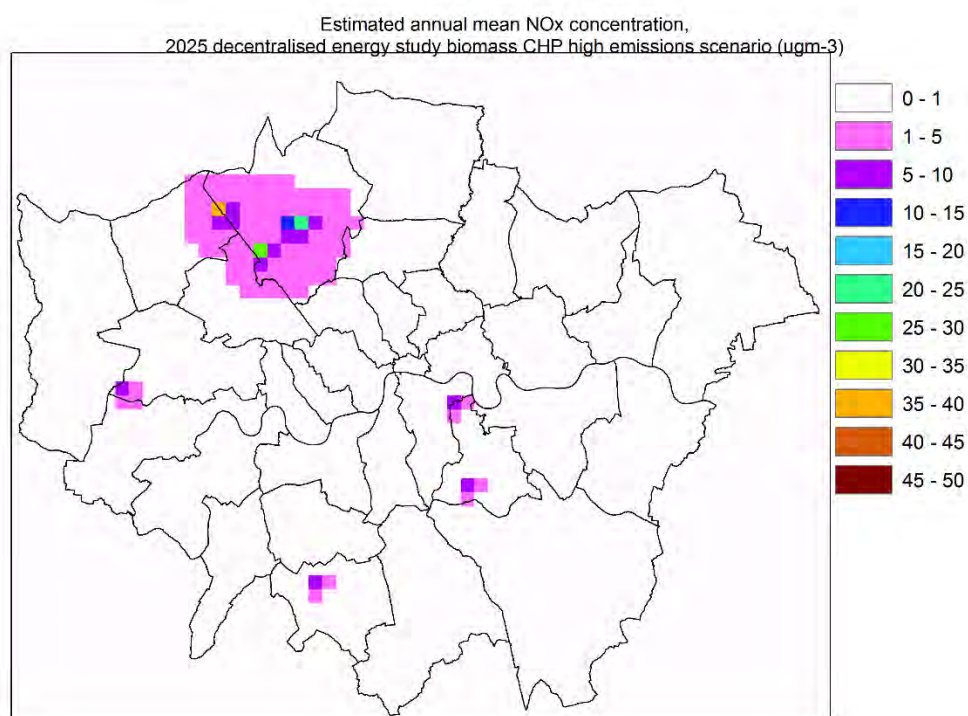 Estimated annual mean NOx concentration,
2025 decentralised energy study biomass CHP high emissions scenario (ugm-3)
0 - 1
1 - 5
5 - 10
10 - 15
15 - 20
20 - 25
25 - 30
30 - 35
35 - 40
40 - 45
45 - 50